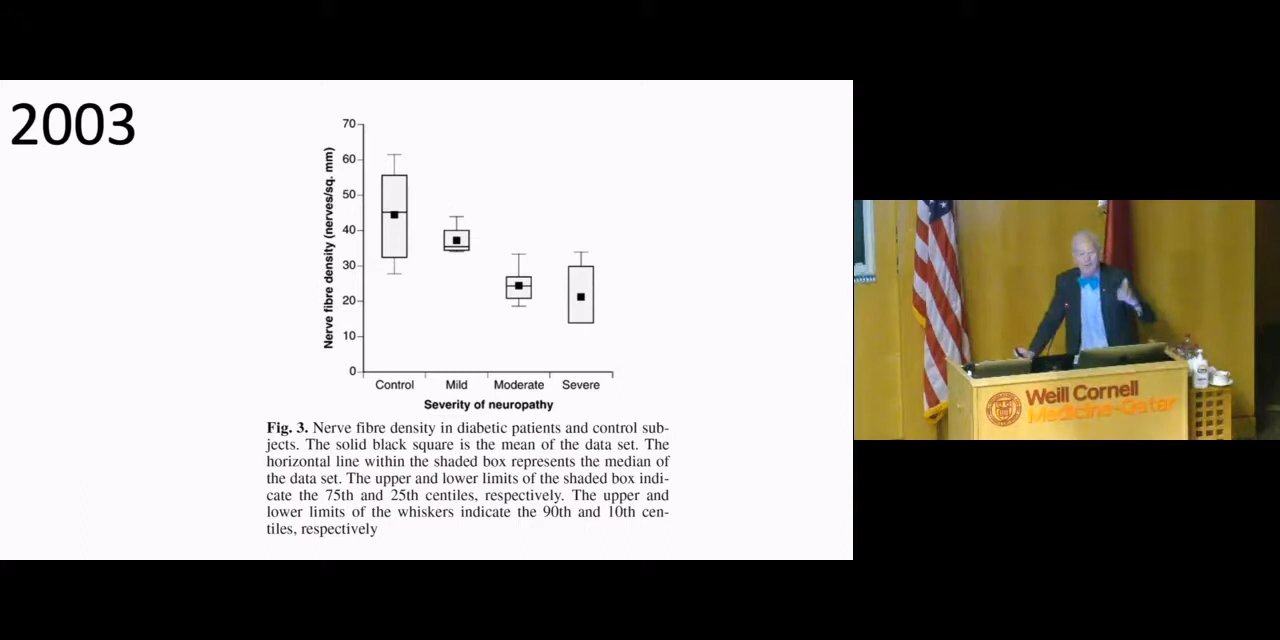 2003
70
60
50
40
30
20
10
0
Nerve fibre density (nerves/sq. mm)
Control Mild Moderate Severe
Severity of neuropathy
Fig. 3. Nerve fibre density in diabetic patients and control sub-
jects. The solid black square is the mean of the data set. The
horizontal line within the shaded box represents the median of
the data set. The upper and lower limits of the shaded box indi-
cate the 75th and 25th centiles, respectively. The upper and
lower limits of the whiskers indicate the 90th and 10th cen-
tiles, respectively
Weill Cornell
Medicine-Qatar